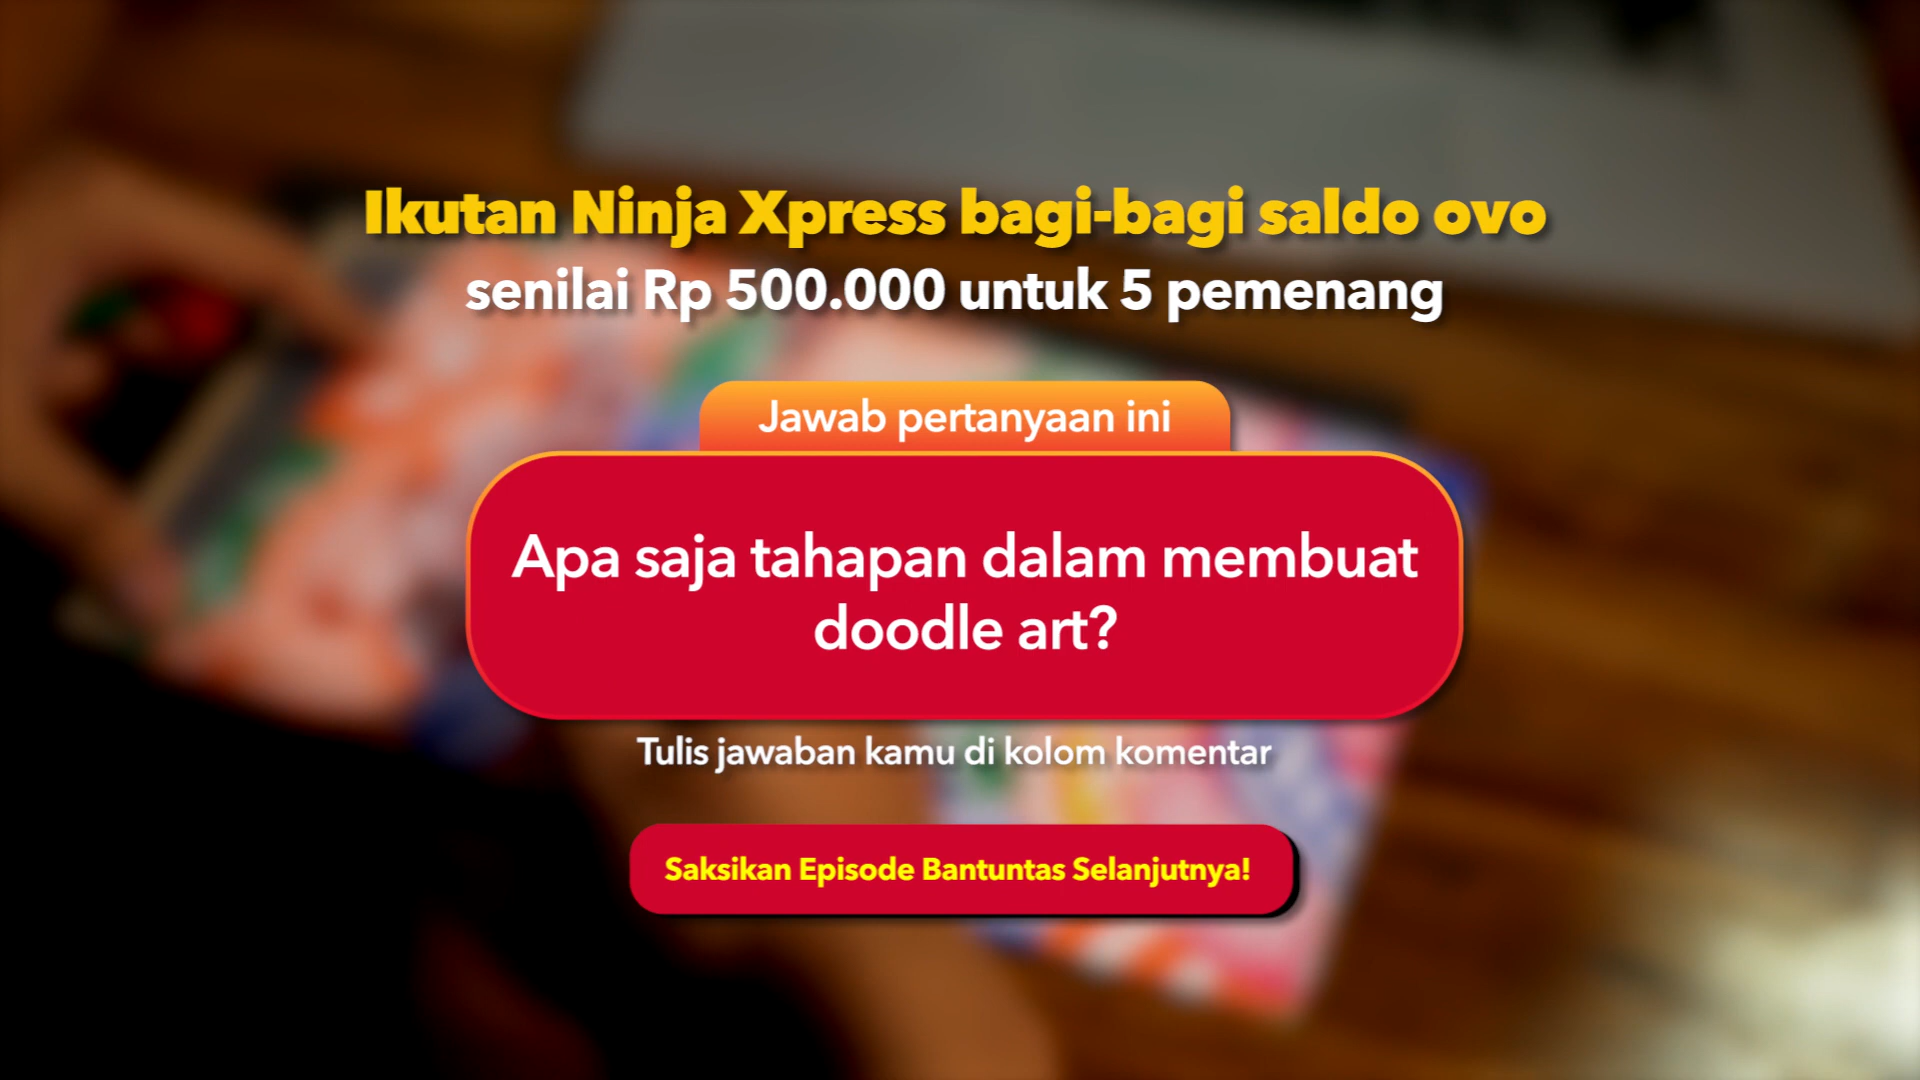 Ikutan Ninja Xpress bagi-bagi saldo ovo
senilai Rp 500.000 untuk 5 pemenang
Jawab pertanyaan ini
Apa saja tahapan dalam membuat
doodle art?
Tulis jawaban kamu di kolom komentar
Saksikan Episode Bantuntas Selanjutnya!